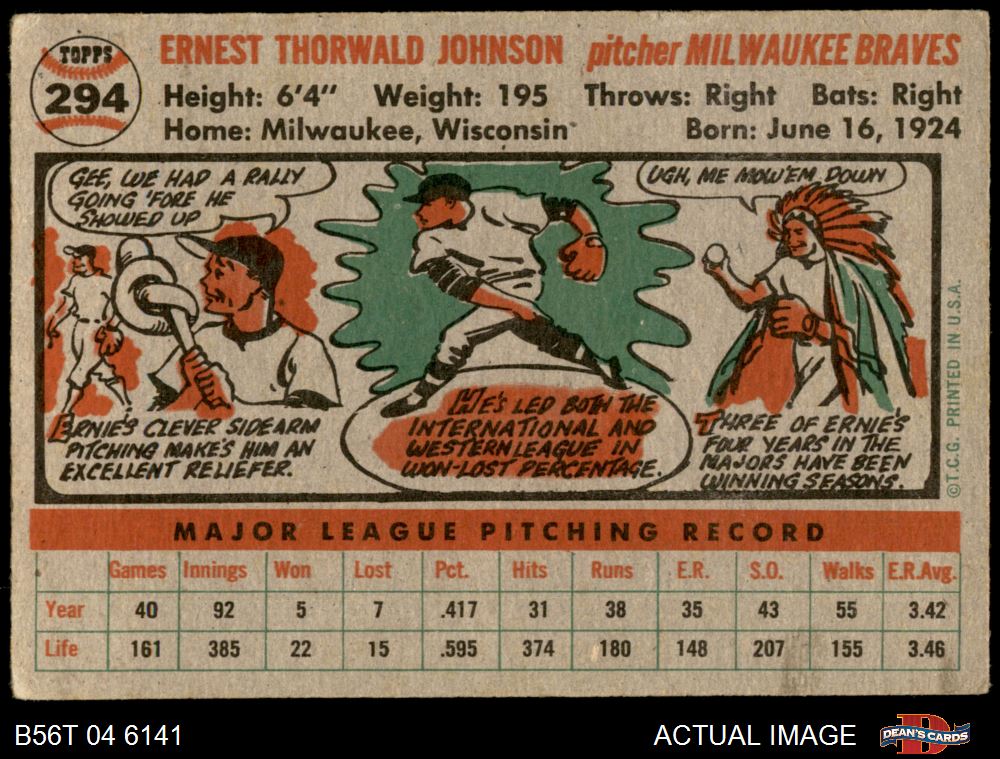 TOPPS
294
ERNEST THORWALD JOHNSON pitcher MILWAUKEE BRAVES
Height: 6'4" Weight: 195 Throws: Right Bats: Right
Home: Milwaukee, Wisconsin Born: June 16, 1924
GEE, WE HAD A RALLY
GOING 'FORE HE
SHOWED UP
UGH, ME MOW 'EM DOWN
ERNIE'S CLEVER SIDEARM
PITCHING MAKE'S HIM AN
EXCELLENT RELIEFER.
HE'S LED BOTH THE
INTERNATIONAL AND
WESTERN LEAGUE IN
WON-LOST PERCENTAGE.
THREE OF ERNIE'S
FOUR YEARS IN THE
MAJORS HAVE BEEN
WINNING SEASONS.
©T.C.G. PRINTED IN U.S.A.
MAJOR LEAGUE PITCHING RECORD
Games Innings Won Lost Pct. Hits Runs E.R. S.O. Walks E.R.Avg.
Year 40 92 5 7 .417 31 38 35 43 55 3.42
Life 161 385 22 15 .595 374 180 148 207 155 3.46
B56T 04 6141 ACTUAL IMAGE
D
DEAN'S CARDS